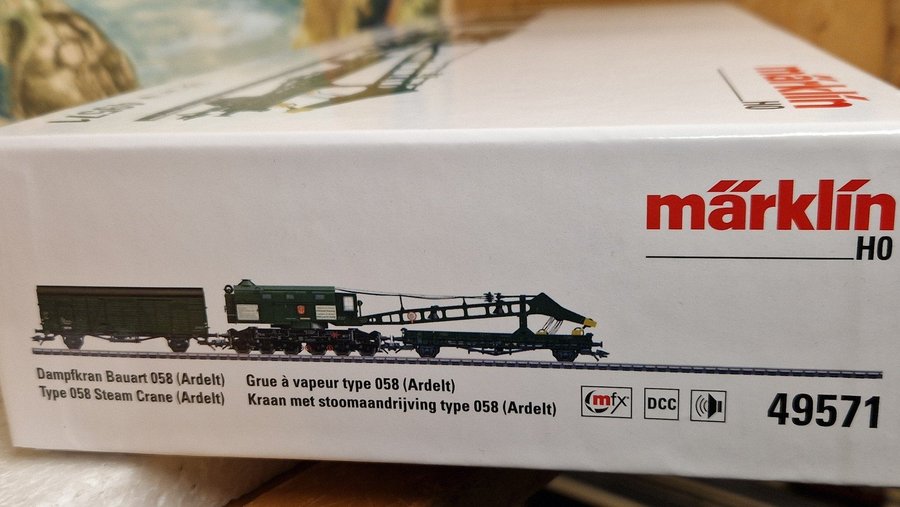 märklin
H0
märklin
H0
Dampfkran Bauart 058 (Ardelt)
Type 058 Steam Crane (Ardelt)
Grue à vapeur type 058 (Ardelt)
Kraan met stoomaandrijving type 058 (Ardelt)
mfx
DCC
49571